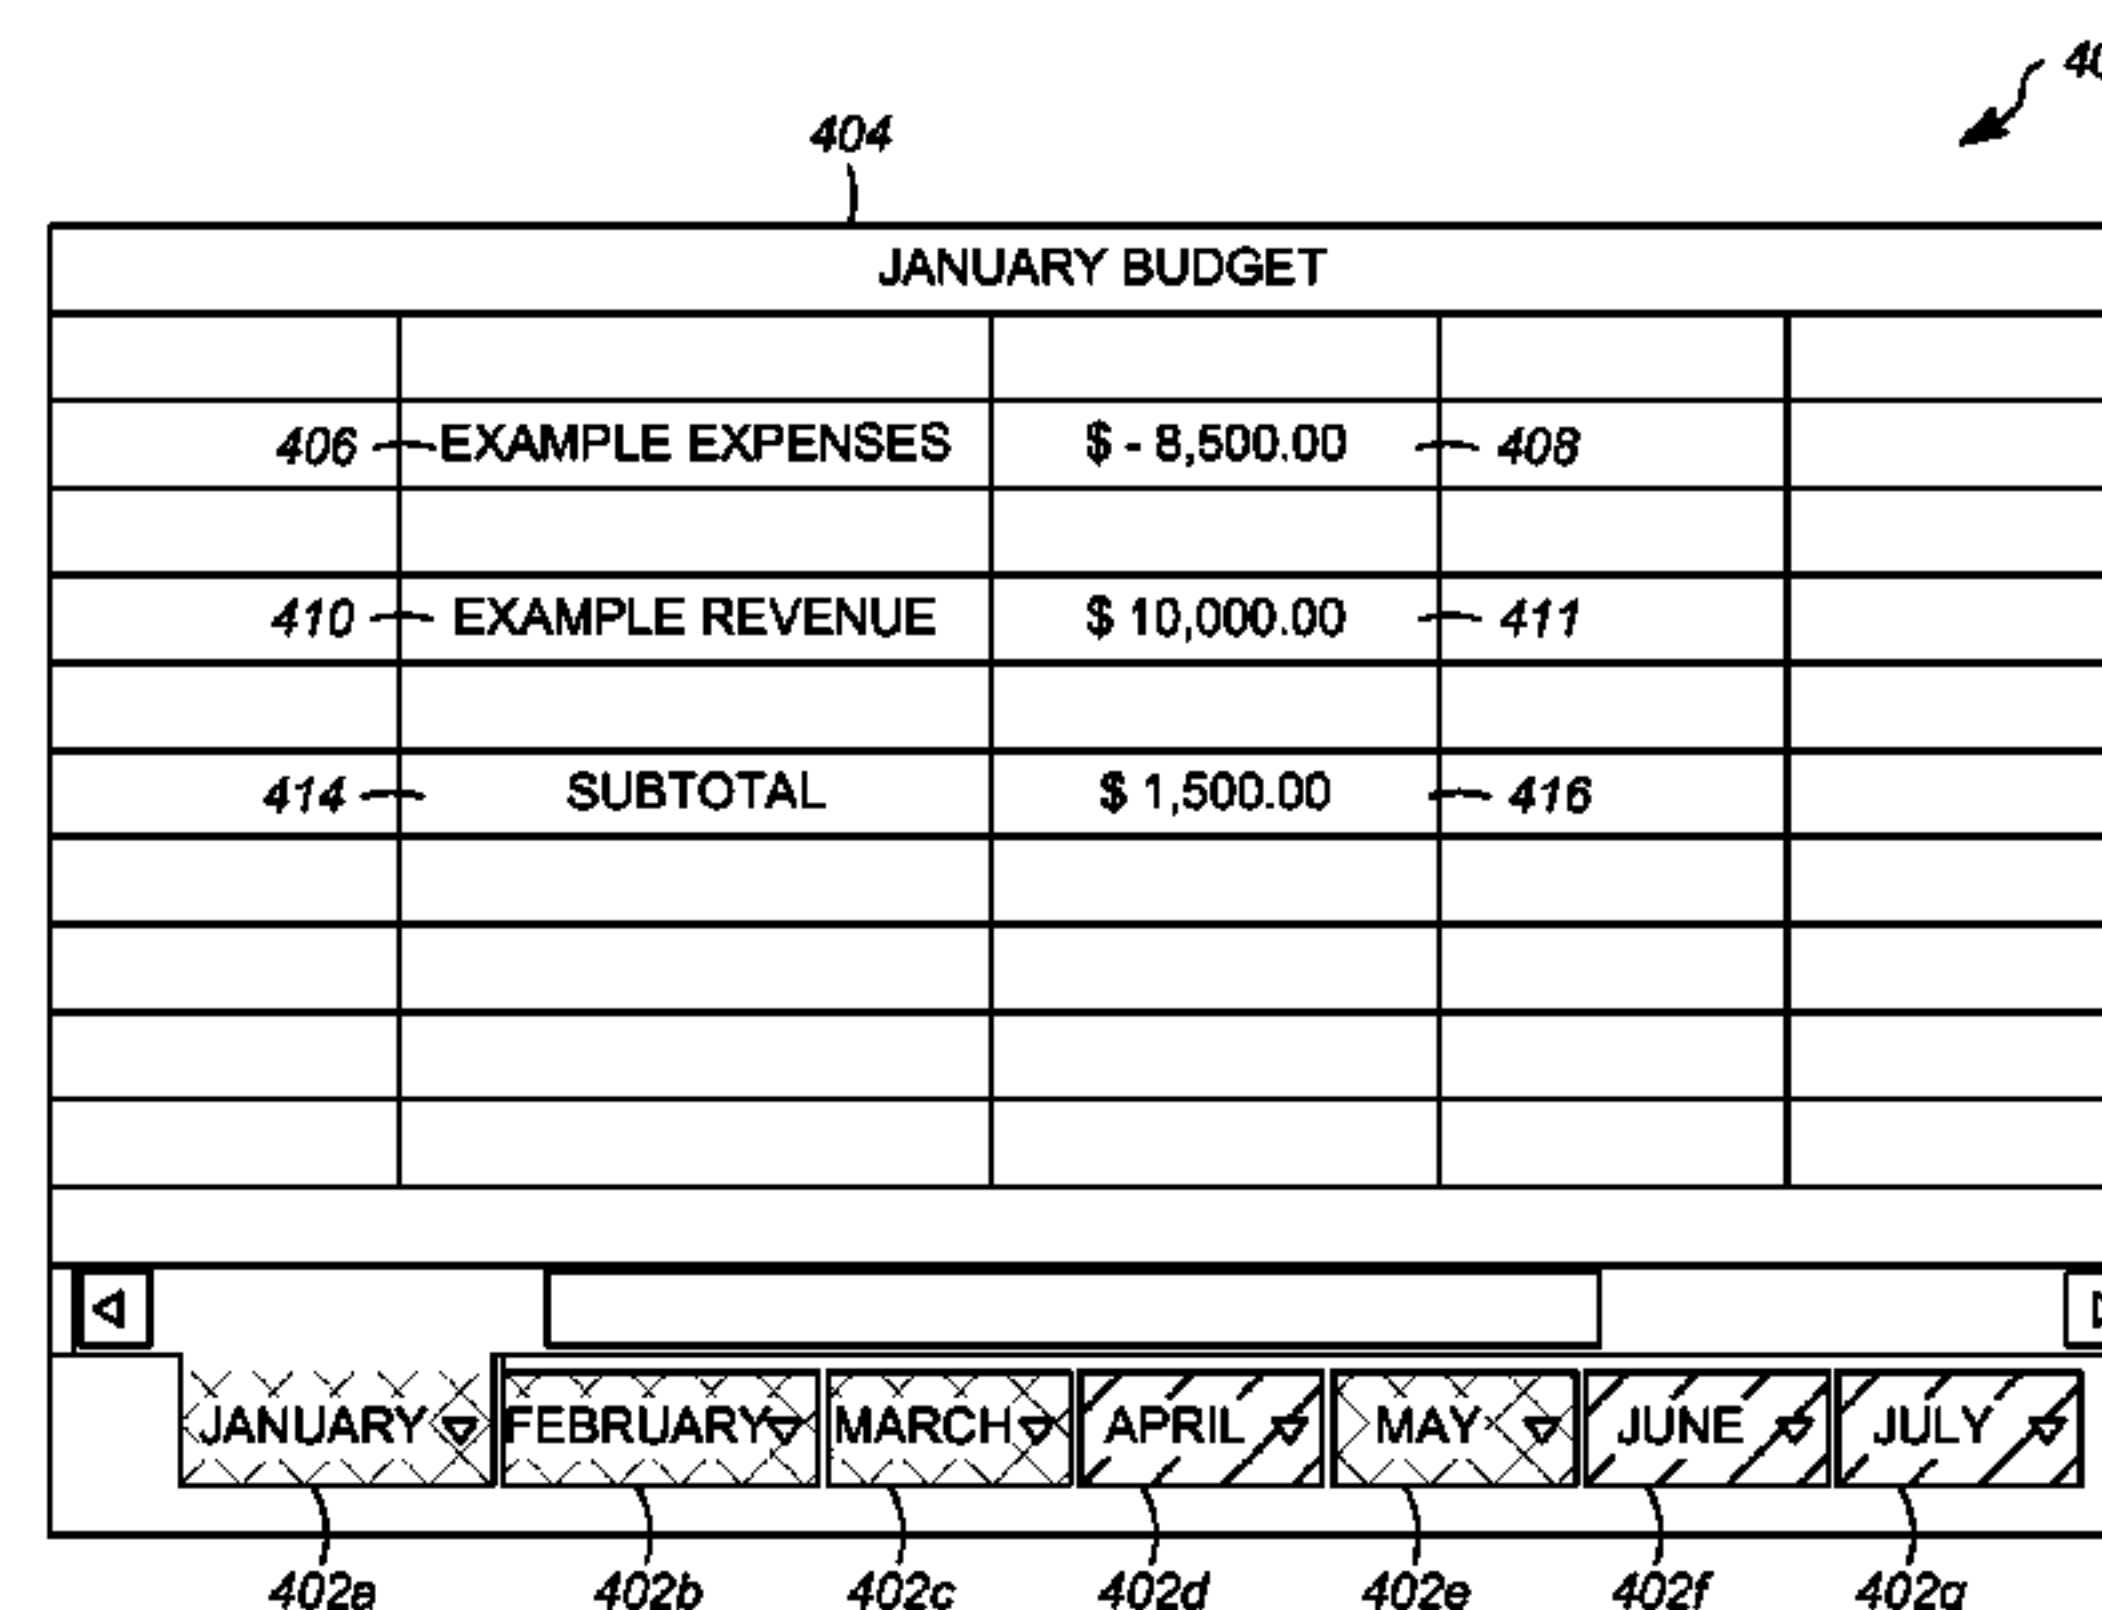 404
JANUARY BUDGET
406 EXAMPLE EXPENSES $ - 8,500.00 408
410 EXAMPLE REVENUE $ 10,000.00 411
414 SUBTOTAL $ 1,500.00 416
JANUARY FEBRUARY MARCH APRIL MAY JUNE JULY
402a 402b 402c 402d 402e 402f 402g